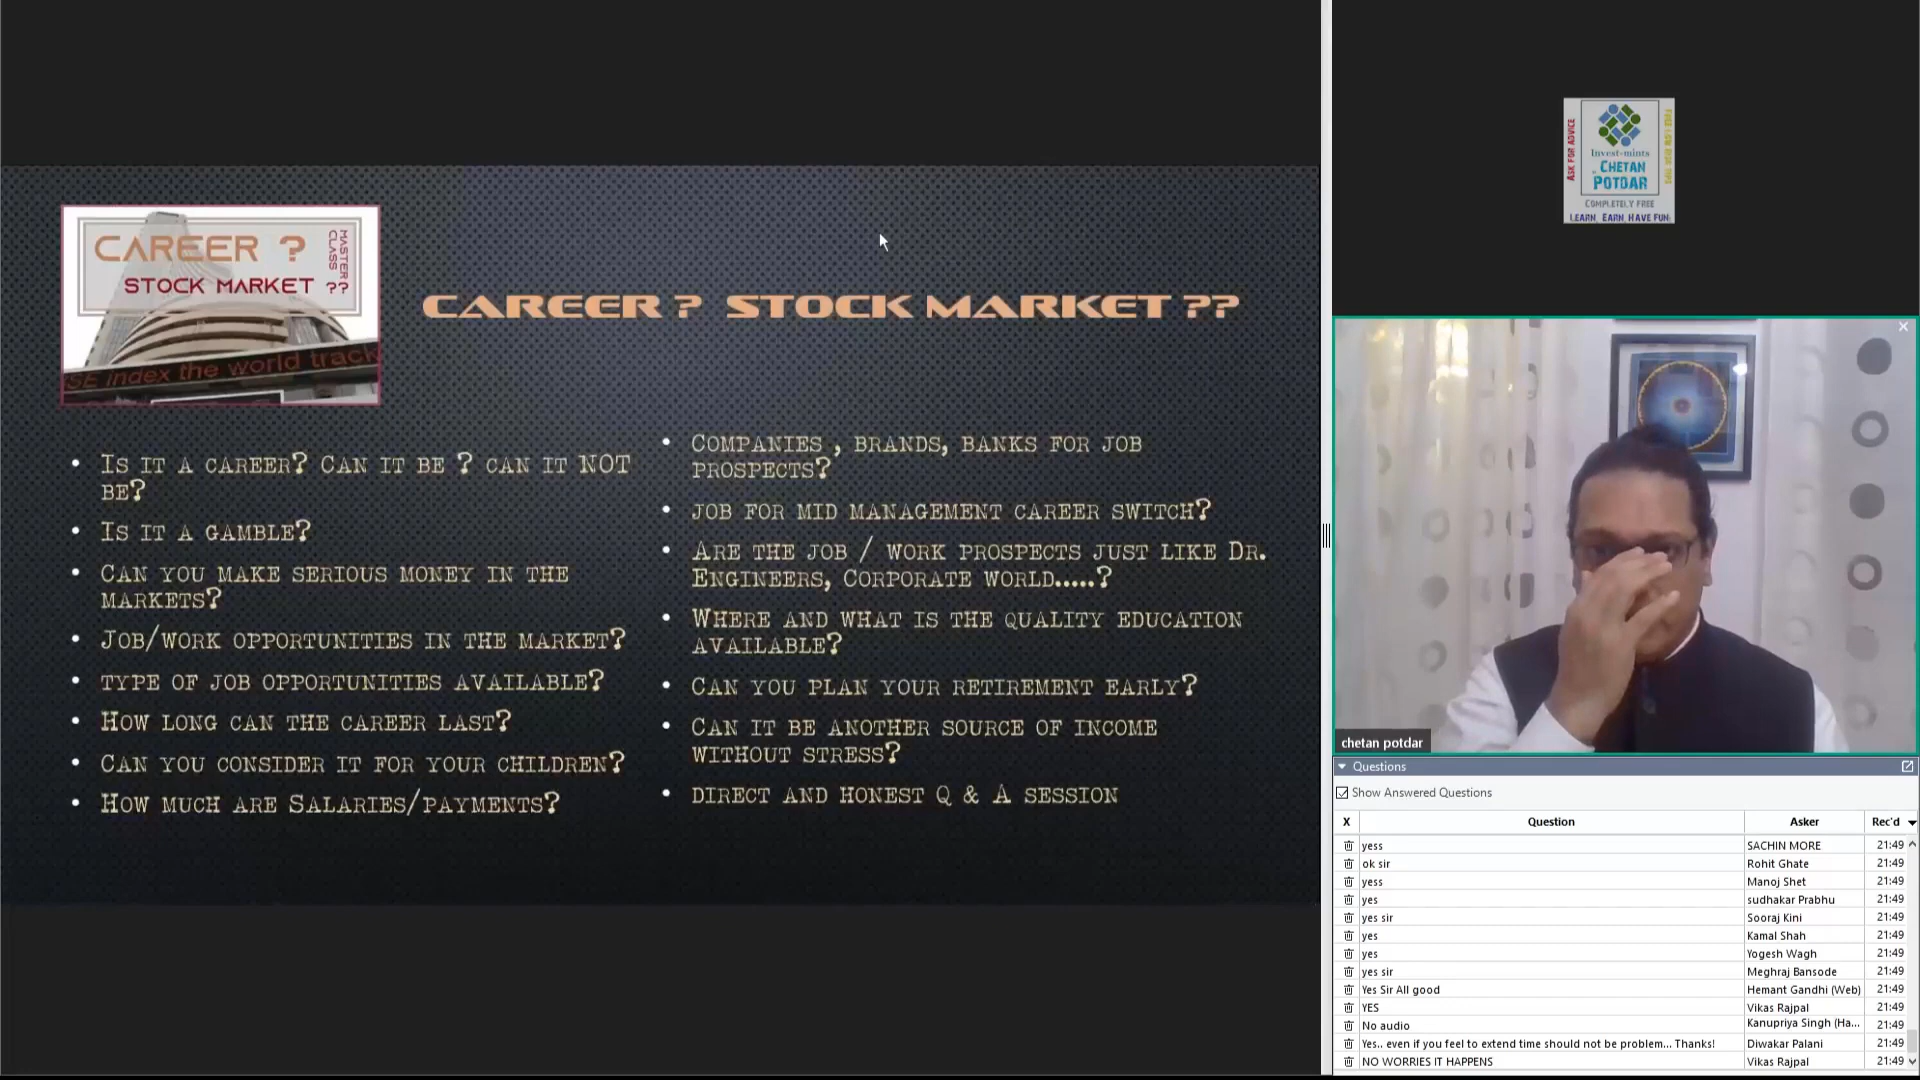 CAREER ?
STOCK MARKET ??
MASTER CLASS
SE index the world track
CAREER ? STOCK MARKET ??
• Is it a career? Can it be ? can it NOT
be?
• Is it a gamble?
• Can you make serious money in the
markets?
• Job/work opportunities in the market?
• type of job opportunities available?
• How long can the career last?
• Can you consider it for your children?
• How much are Salaries/payments?
• Companies , brands, banks for job
prospects?
• job for mid management career switch?
• Are the job / work prospects just like Dr.
Engineers, Corporate world.....?
• Where and what is the quality education
available?
• Can you plan your retirement early?
• Can it be another source of income
without stress?
• direct and honest Q & A session
ASK FOR ADVICE
Invest-mints
CHETAN
POTDAR
COMPLETELY FREE
LEARN, EARN, HAVE FUN
chetan potdar
Questions
Show Answered Questions
X Question Asker Rec'd
yess SACHIN MORE 21:49
ok sir Rohit Ghate 21:49
yess Manoj Shet 21:49
yes sudhakar Prabhu 21:49
yes sir Sooraj Kini 21:49
yes Kamal Shah 21:49
yes Yogesh Wagh 21:49
yes sir Meghraj Bansode 21:49
Yes Sir All good Hemant Gandhi (Web) 21:49
YES Vikas Rajpal 21:49
No audio Kanupriya Singh (Ha... 21:49
Yes.. even if you feel to extend time should not be problem... Thanks! Diwakar Palani 21:49
NO WORRIES IT HAPPENS Vikas Rajpal 21:49